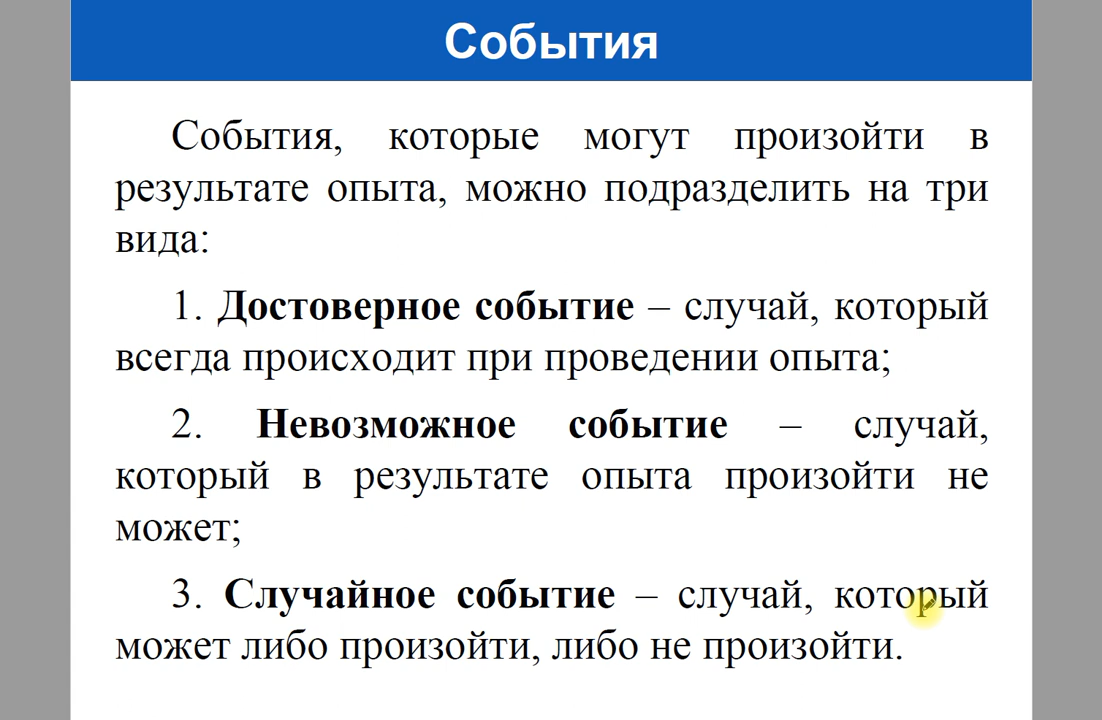 События
События, которые могут произойти в
результате опыта, можно подразделить на три
вида:
1. Достоверное событие – случай, который
всегда происходит при проведении опыта;
2. Невозможное событие – случай,
который в результате опыта произойти не
может;
3. Случайное событие – случай, который
может либо произойти, либо не произойти.